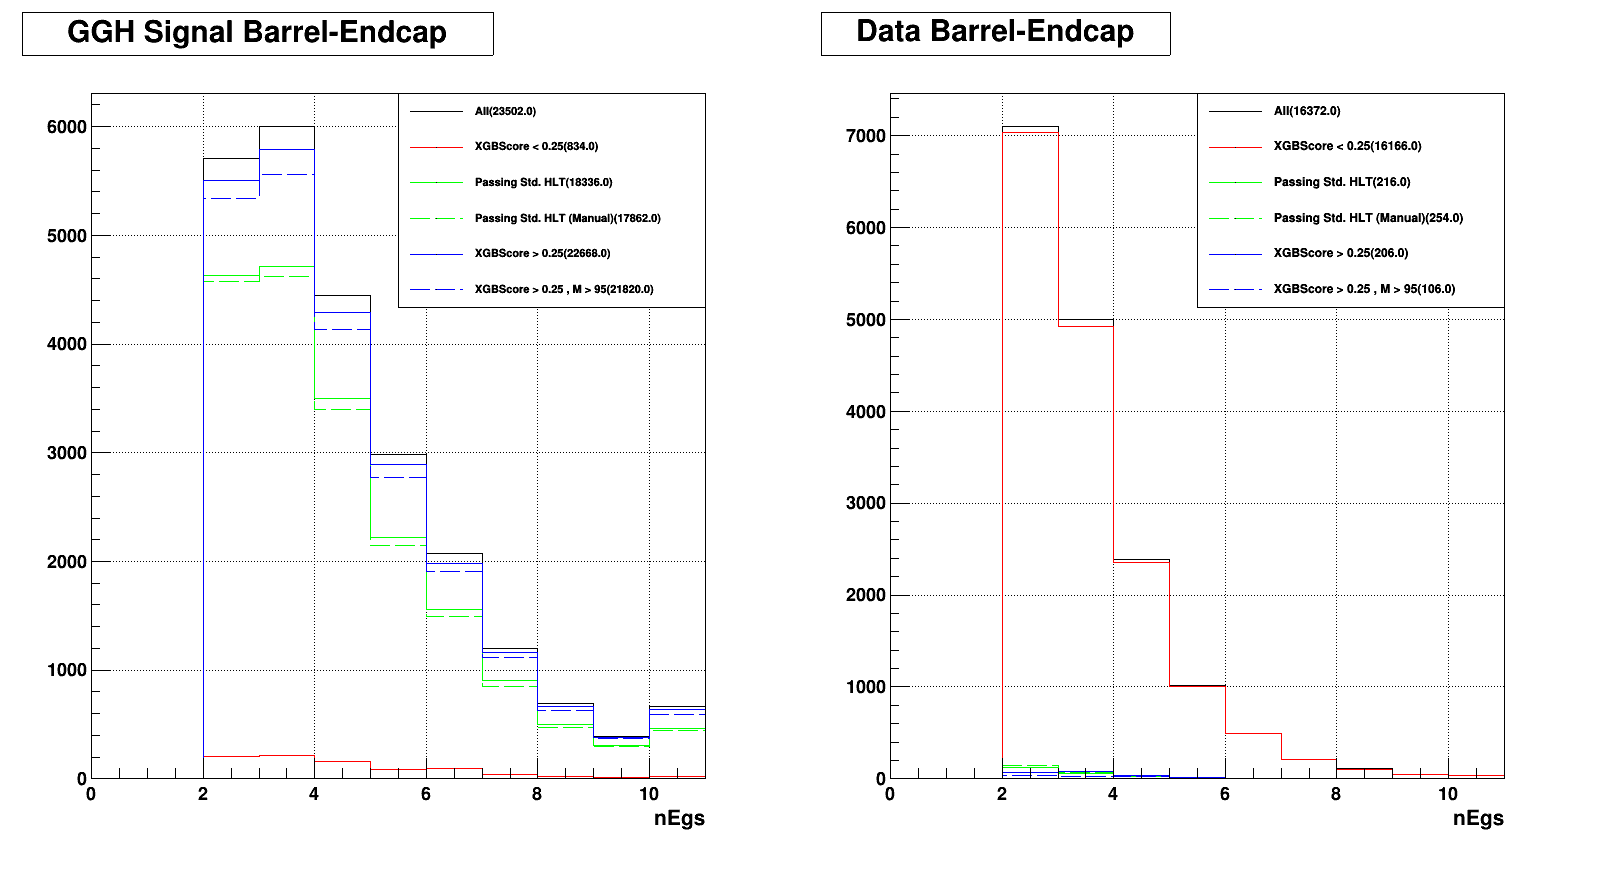 GGH Signal Barrel-Endcap
All(23502.0)
XGBScore < 0.25(834.0)
Passing Std. HLT(18336.0)
Passing Std. HLT (Manual)(17862.0)
XGBScore > 0.25(22668.0)
XGBScore > 0.25 , M > 95(21820.0)
6000
5000
4000
3000
2000
1000
0
0 2 4 6 8 10
nEgs
Data Barrel-Endcap
All(16372.0)
XGBScore < 0.25(16166.0)
Passing Std. HLT(216.0)
Passing Std. HLT (Manual)(254.0)
XGBScore > 0.25(206.0)
XGBScore > 0.25 , M > 95(106.0)
7000
6000
5000
4000
3000
2000
1000
0
0 2 4 6 8 10
nEgs